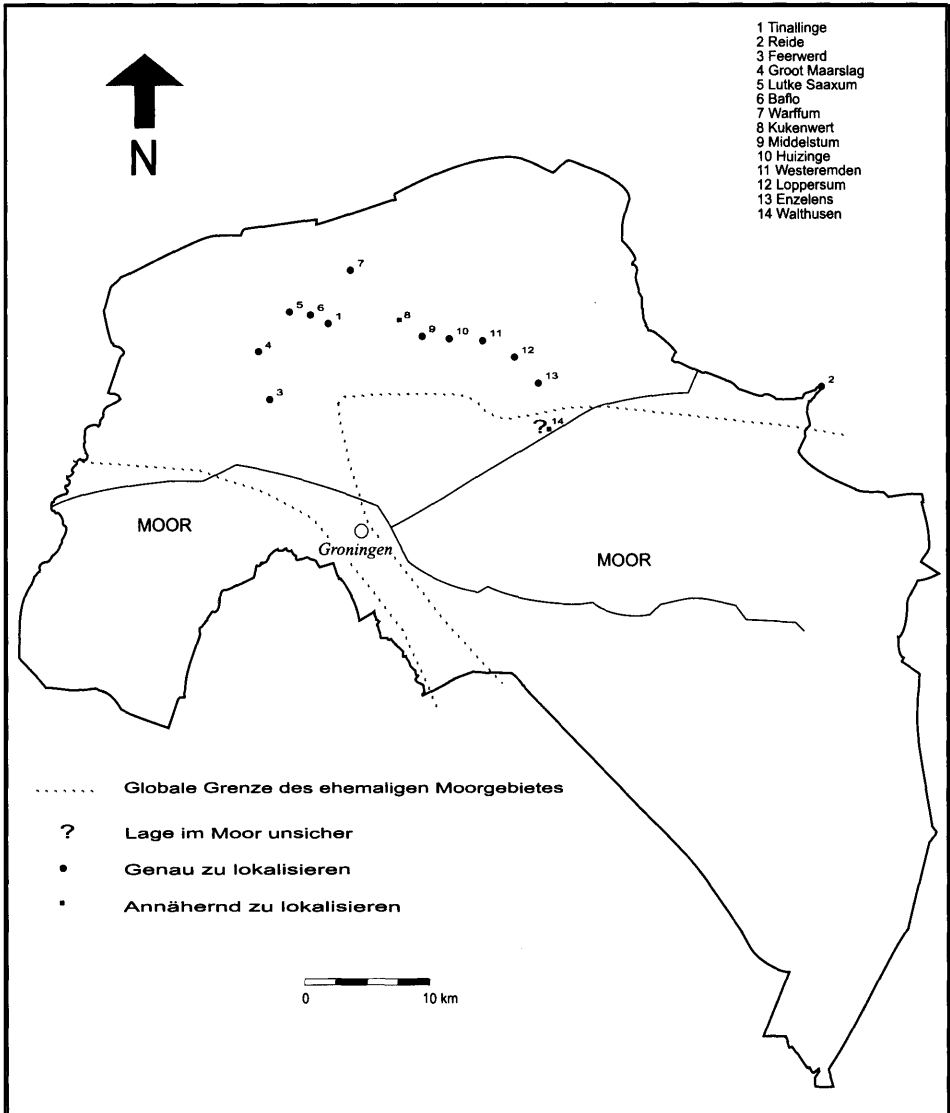 1 Tinallinge
2 Reide
3 Feerwerd
4 Groot Maarslag
5 Lutke Saaxum
6 Baflo
7 Warffum
8 Kukenwert
9 Middelstum
10 Huizinge
11 Westeremden
12 Loppersum
13 Enzelens
14 Walthusen
N
7
5
6
1
8
9
10
11
4
12
13
2
3
? 14
MOOR
Groningen
MOOR
Globale Grenze des ehemaligen Moorgebietes
? Lage im Moor unsicher
Genau zu lokalisieren
Annähernd zu lokalisieren
0 10 km